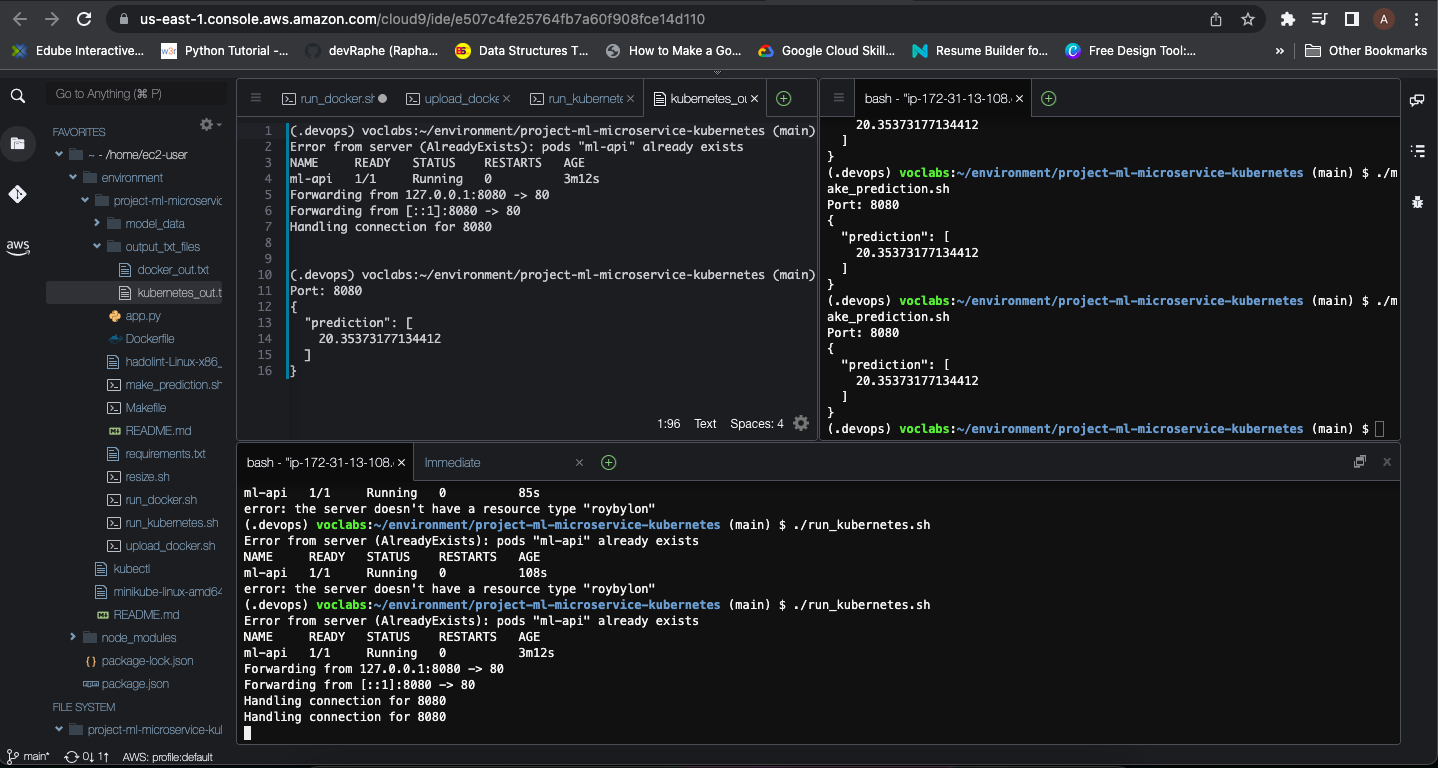 us-east-1.console.aws.amazon.com/cloud9/ide/e507c4fe25764fb7a60f908fce14d110
A
Edube Interactive...
w3r
Python Tutorial -...
devRaphe (Rapha...
Data Structures T...
How to Make a Go...
Google Cloud Skill...
Resume Builder fo...
Free Design Tool:...
»
Other Bookmarks
Go to Anything (⌘ P)
FAVORITES
~ - /home/ec2-user
environment
project-ml-microservic
model_data
output_txt_files
docker_out.txt
kubernetes_out.t
app.py
Dockerfile
hadolint-Linux-x86_
make_prediction.sh
Makefile
README.md
requirements.txt
resize.sh
run_docker.sh
run_kubernetes.sh
upload_docker.sh
kubectl
minikube-linux-amd64
README.md
node_modules
package-lock.json
package.json
FILE SYSTEM
project-ml-microservice-kul
aws
run_docker.sh
upload_docke
run_kubernete
kubernetes_ou
1 (.devops) voclabs:~/environment/project-ml-microservice-kubernetes (main)
2 Error from server (AlreadyExists): pods "ml-api" already exists
3 NAME READY STATUS RESTARTS AGE
4 ml-api 1/1 Running 0 3m12s
5 Forwarding from 127.0.0.1:8080 -> 80
6 Forwarding from [::1]:8080 -> 80
7 Handling connection for 8080
8
9
10 (.devops) voclabs:~/environment/project-ml-microservice-kubernetes (main)
11 Port: 8080
12 {
13 "prediction": [
14 20.35373177134412
15 ]
16 }
1:96 Text Spaces: 4
bash - "ip-172-31-13-108.
20.35373177134412
]
}
(.devops) voclabs:~/environment/project-ml-microservice-kubernetes (main) $ ./m
ake_prediction.sh
Port: 8080
{
"prediction": [
20.35373177134412
]
}
(.devops) voclabs:~/environment/project-ml-microservice-kubernetes (main) $ ./m
ake_prediction.sh
Port: 8080
{
"prediction": [
20.35373177134412
]
}
(.devops) voclabs:~/environment/project-ml-microservice-kubernetes (main) $
bash - "ip-172-31-13-108.
Immediate
ml-api 1/1 Running 0 85s
error: the server doesn't have a resource type "roybylon"
(.devops) voclabs:~/environment/project-ml-microservice-kubernetes (main) $ ./run_kubernetes.sh
Error from server (AlreadyExists): pods "ml-api" already exists
NAME READY STATUS RESTARTS AGE
ml-api 1/1 Running 0 108s
error: the server doesn't have a resource type "roybylon"
(.devops) voclabs:~/environment/project-ml-microservice-kubernetes (main) $ ./run_kubernetes.sh
Error from server (AlreadyExists): pods "ml-api" already exists
NAME READY STATUS RESTARTS AGE
ml-api 1/1 Running 0 3m12s
Forwarding from 127.0.0.1:8080 -> 80
Forwarding from [::1]:8080 -> 80
Handling connection for 8080
Handling connection for 8080
main* 0↓ 1↑ AWS: profile:default